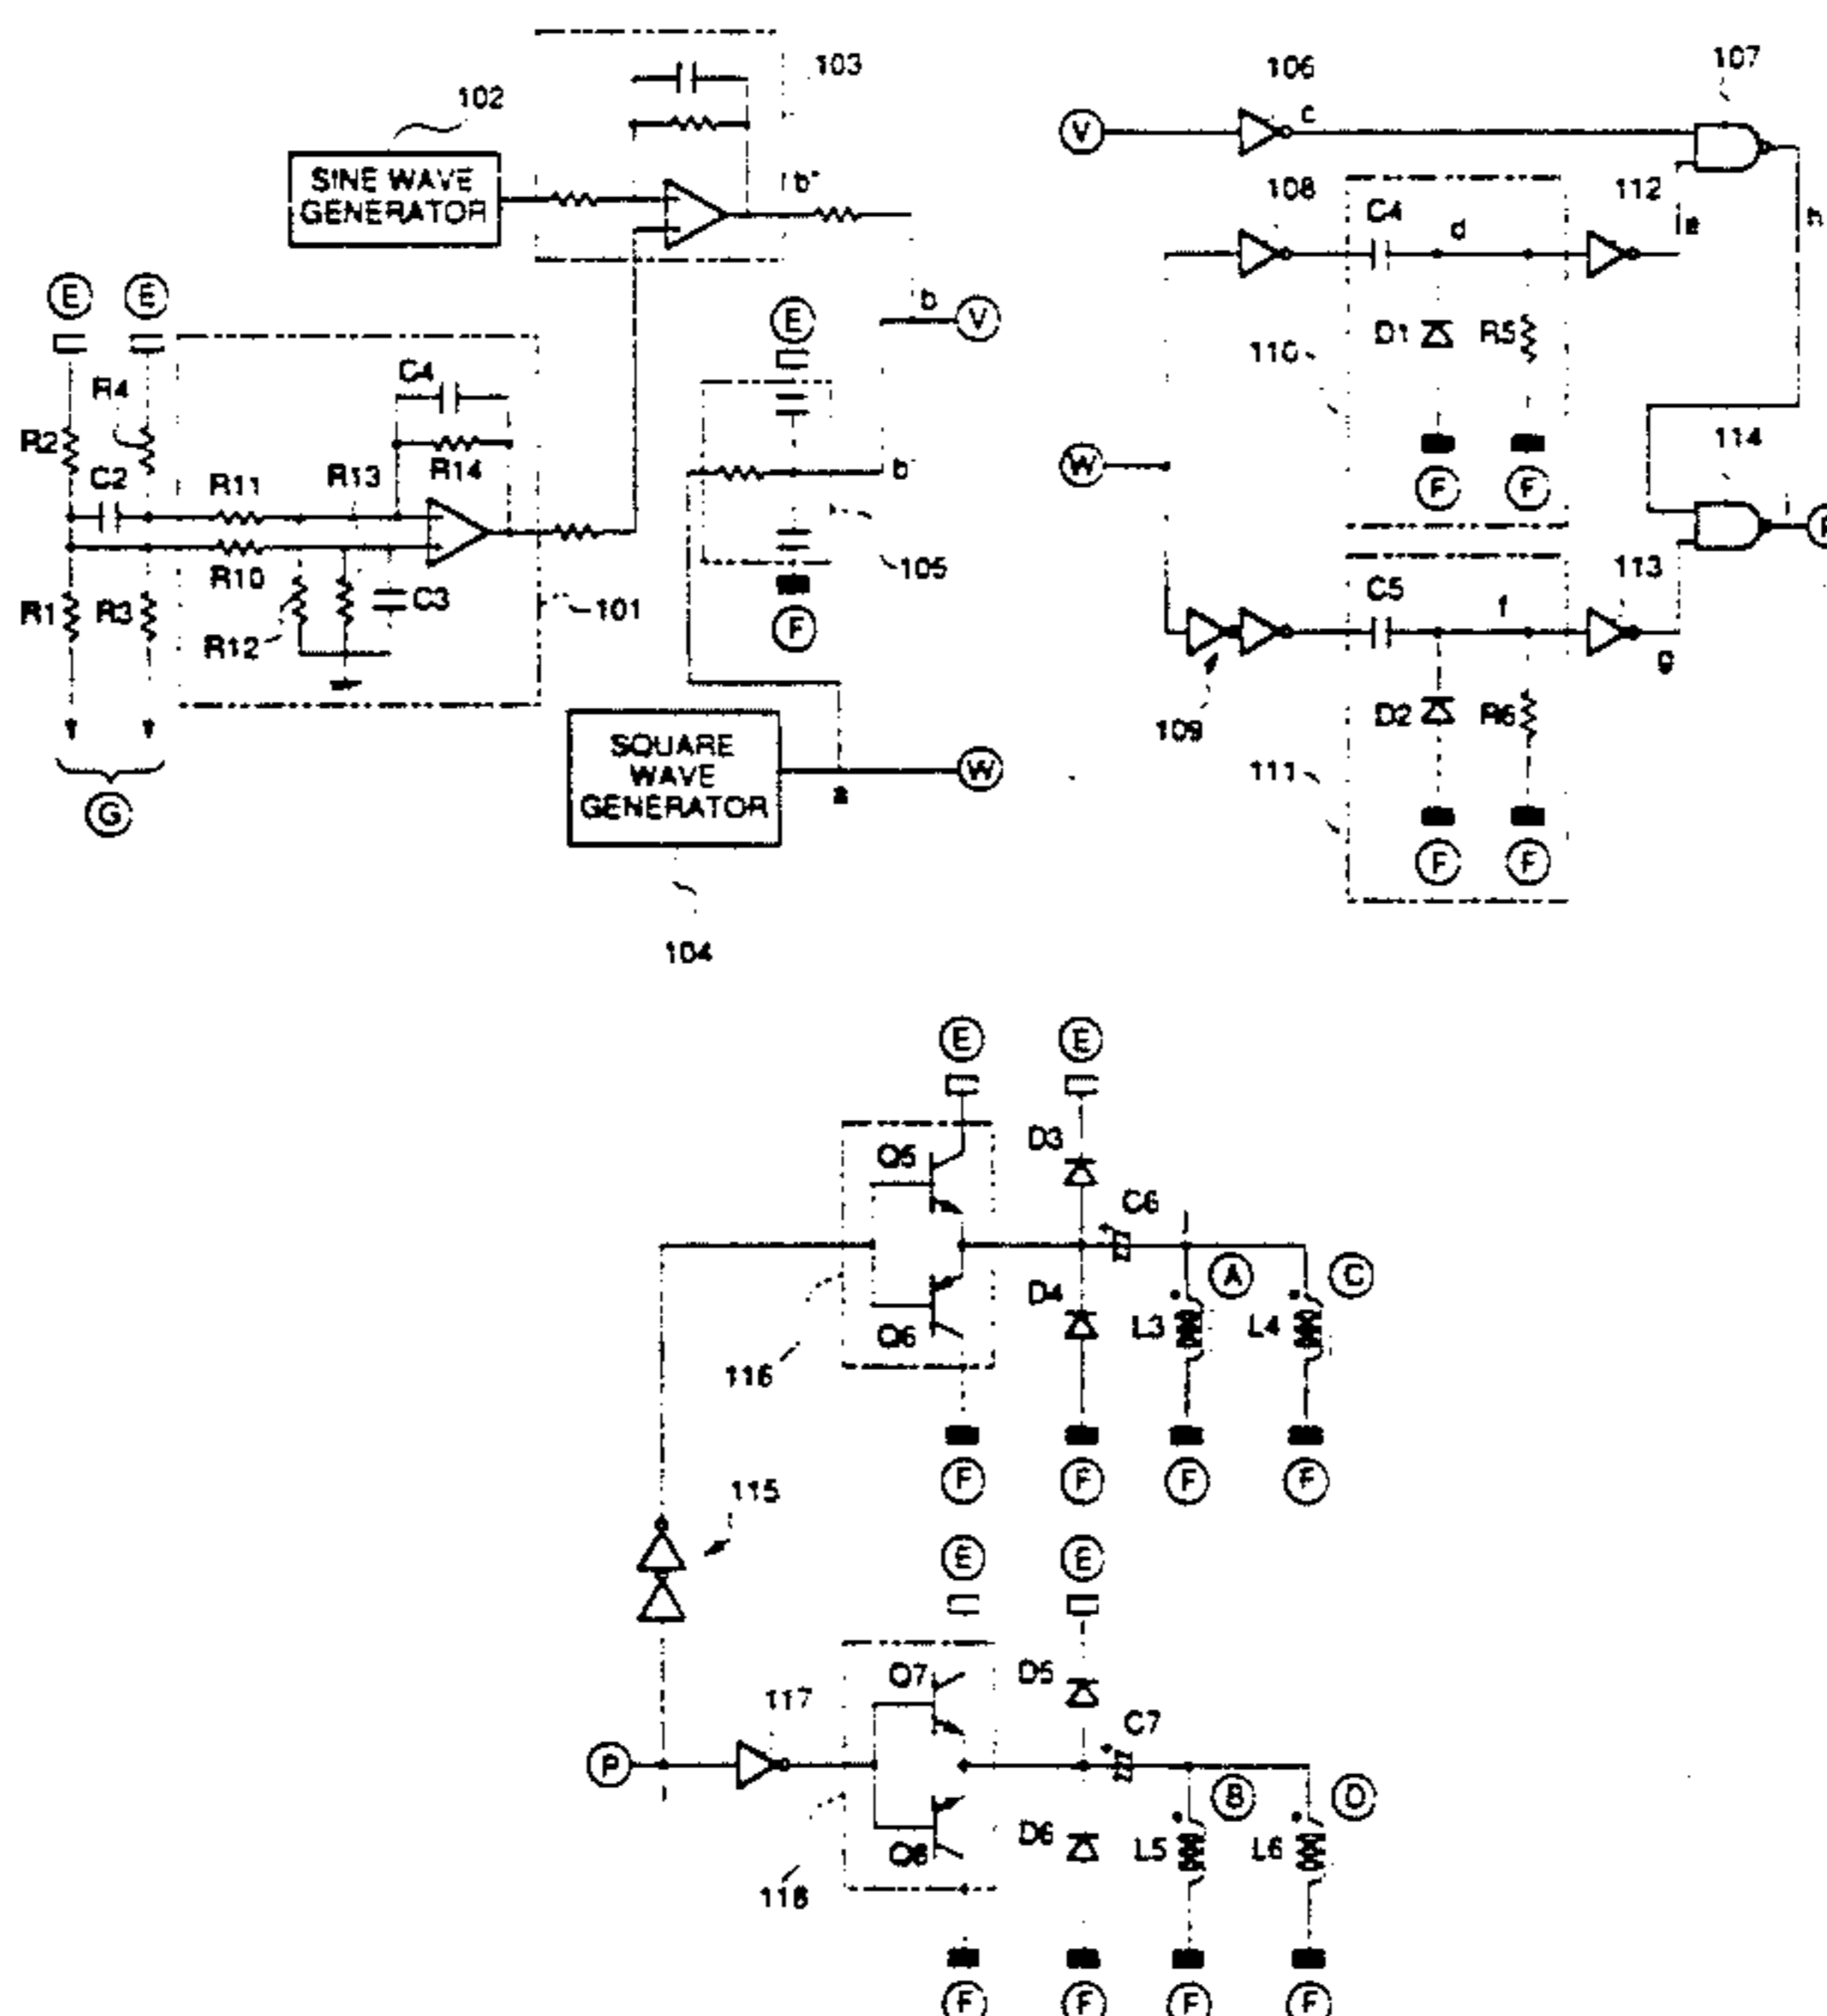 102
103
SINE WAVE
GENERATOR
b"
E
E
R4
R2
C2
R11
R13
C4
R14
R10
R1
R3
R12
C3
101
G
E
b
V
b'
105
F
SQUARE
WAVE
GENERATOR
a
W
104
106
107
V
c
108
112
C4
d
e
h
D1
R5
110
F
F
W
114
C5
f
113
g
109
D2
R6
111
F
F
E
E
Q5
D3
C6
j
A
C
Q6
D4
L3
L4
116
F
F
F
F
115
E
E
Q7
D5
117
C7
P
i
B
D
Q8
D6
L5
L6
118
F
F
F
F